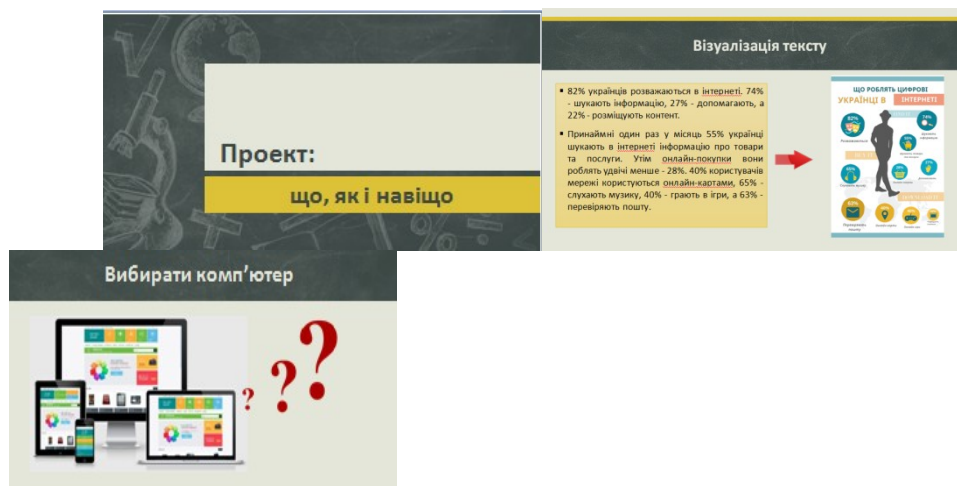 Проект:
що, як і навіщо
Візуалізація тексту
82% українців розважаються в інтернеті. 74%
- шукають інформацію, 27% - допомагають, а
22% - розміщують контент.
Принаймні один раз у місяць 55% українці
шукають в інтернеті інформацію про товари
та послуги. Утім онлайн-покупки вони
роблять удвічі менше - 28%. 40% користувачів
мережі користуються онлайн-картами, 65% -
слухають музику, 40% - грають в ігри, а 63% -
перевіряють пошту.
ЩО РОБЛЯТЬ ЦИФРОВІ
УКРАЇНЦІ В ІНТЕРНЕТІ
82%
74%
63%
Вибирати комп’ютер
? ? ?